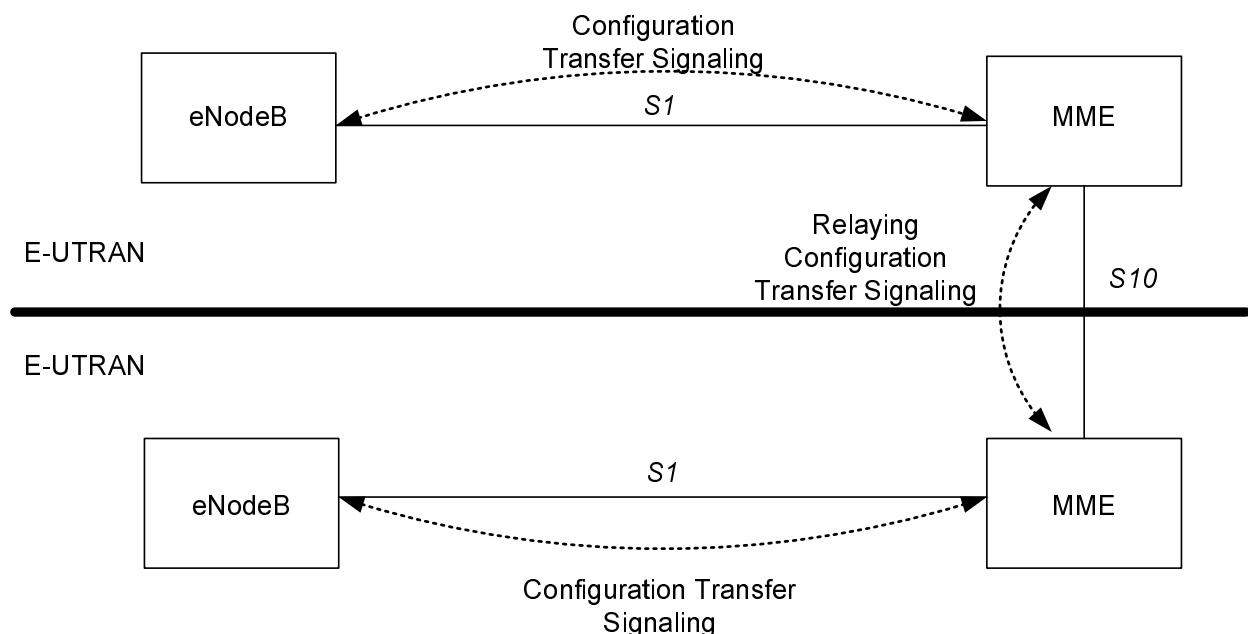 Configuration
Transfer Signaling
eNodeB
S1
MME
Relaying
Configuration
Transfer Signaling
E-UTRAN
S10
E-UTRAN
eNodeB
S1
MME
Configuration Transfer
Signaling